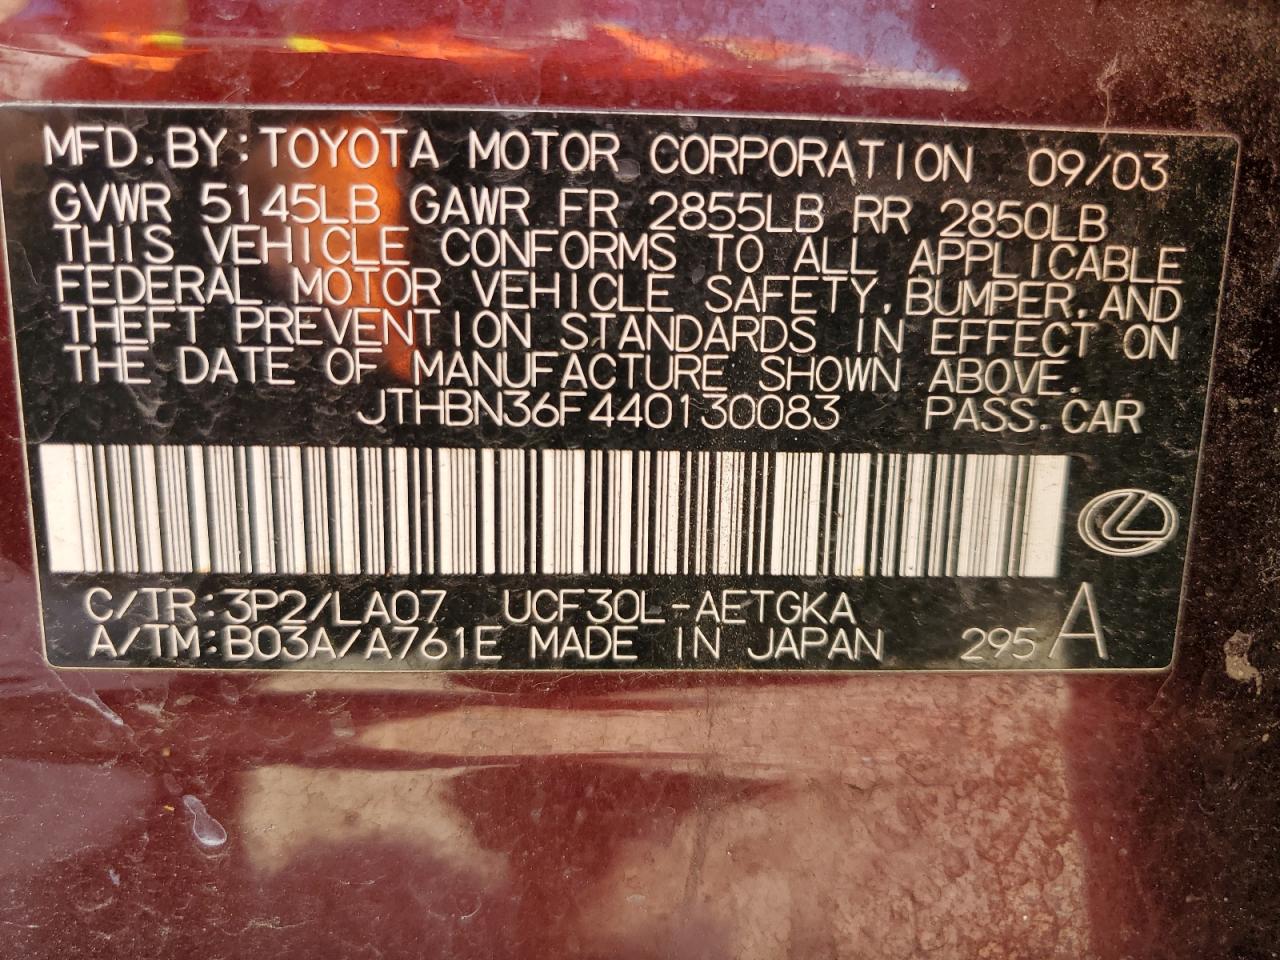 MFD.BY:TOYOTA MOTOR CORPORATION 09/03
GVWR 5145LB GAWR FR 2855LB RR 2850LB
THIS VEHICLE CONFORMS TO ALL APPLICABLE
FEDERAL MOTOR VEHICLE SAFETY,BUMPER,AND
THEFT PREVENTION STANDARDS IN EFFECT ON
THE DATE OF MANUFACTURE SHOWN ABOVE.
JTHBN36F440130083 PASS.CAR
C/TR:3P2/LA07 UCF30L-AETGKA
A/TM:B03A/A761E MADE IN JAPAN 295 A